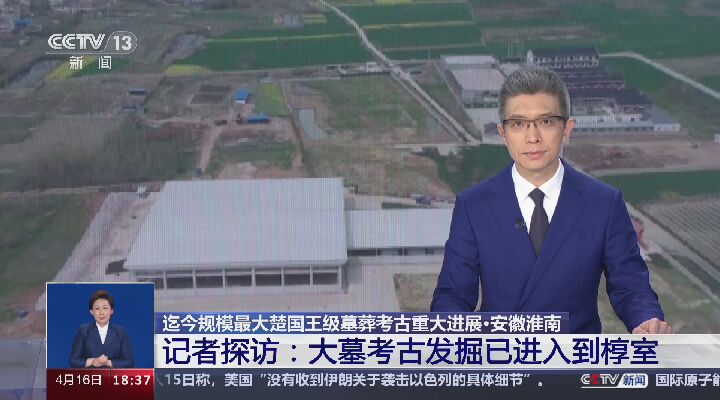 CCTV 13
新闻
迄今规模最大楚国王级墓葬考古重大进展·安徽淮南
记者探访：大墓考古发掘已进入到椁室
4月16日 18:37 人15日称，美国“没有收到伊朗关于袭击以色列的具体细节”。 CCTV 新闻 国际原子能